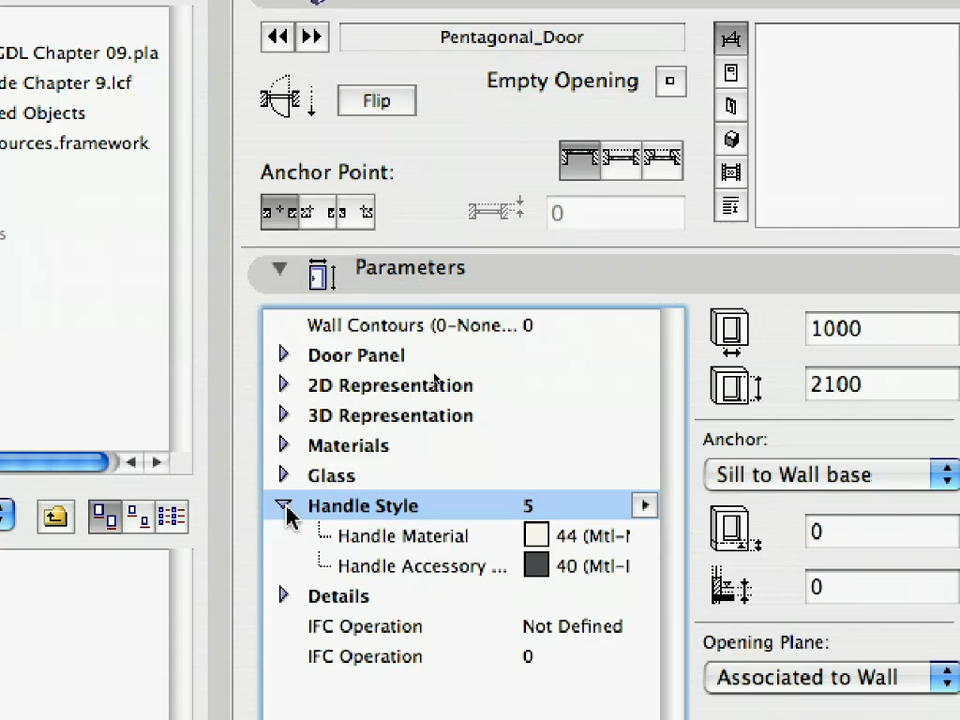 GDL Chapter 09.pla
de Chapter 9.lcf
ed Objects
ources.framework
s
Pentagonal_Door
Empty Opening
Flip
Anchor Point:
0
Parameters
Wall Contours (0-None... 0
Door Panel
2D Representation
3D Representation
Materials
Glass
Handle Style 5
Handle Material 44 (Mtl-
Handle Accessory ... 40 (Mtl-
Details
IFC Operation Not Defined
IFC Operation 0
1000
2100
Anchor:
Sill to Wall base
0
0
Opening Plane:
Associated to Wall